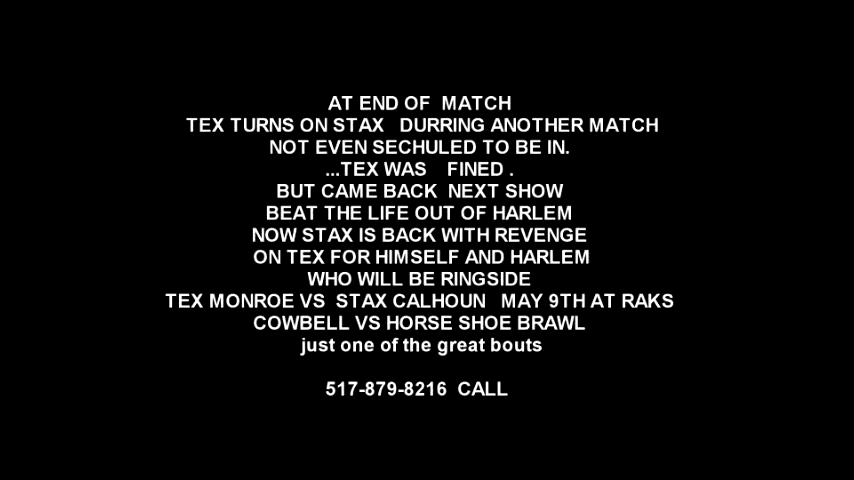 AT END OF  MATCH
TEX TURNS ON STAX   DURRING ANOTHER MATCH
NOT EVEN SECHULED TO BE IN.
...TEX WAS    FINED .
BUT CAME BACK  NEXT SHOW
BEAT THE LIFE OUT OF HARLEM
NOW STAX IS BACK WITH REVENGE
ON TEX FOR HIMSELF AND HARLEM
WHO WILL BE RINGSIDE
TEX MONROE VS  STAX CALHOUN   MAY 9TH AT RAKS
COWBELL VS HORSE SHOE BRAWL
just one of the great bouts
517-879-8216  CALL